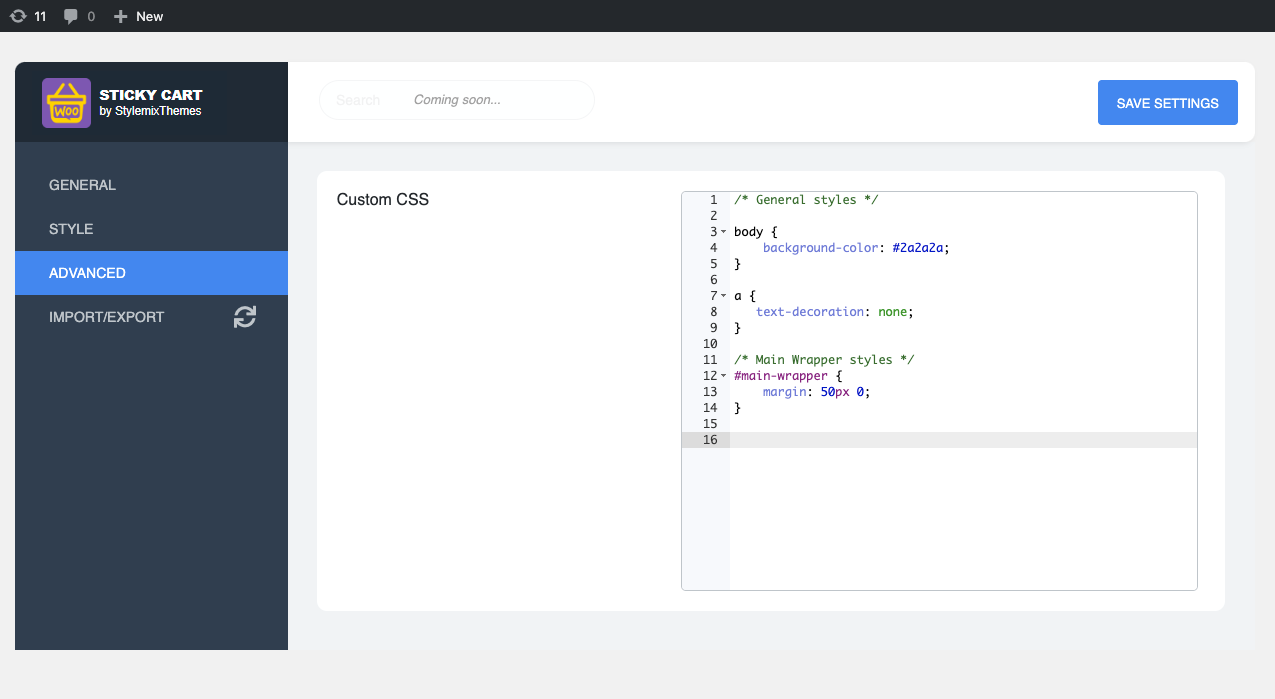 11 0 New
WOO
STICKY CART
by StylemixThemes
Search Coming soon...
SAVE SETTINGS
GENERAL
STYLE
ADVANCED
IMPORT/EXPORT
Custom CSS
1 /* General styles */
2
3 body {
4     background-color: #2a2a2a;
5 }
6
7 a {
8    text-decoration: none;
9 }
10
11 /* Main Wrapper styles */
12 #main-wrapper {
13     margin: 50px 0;
14 }
15
16